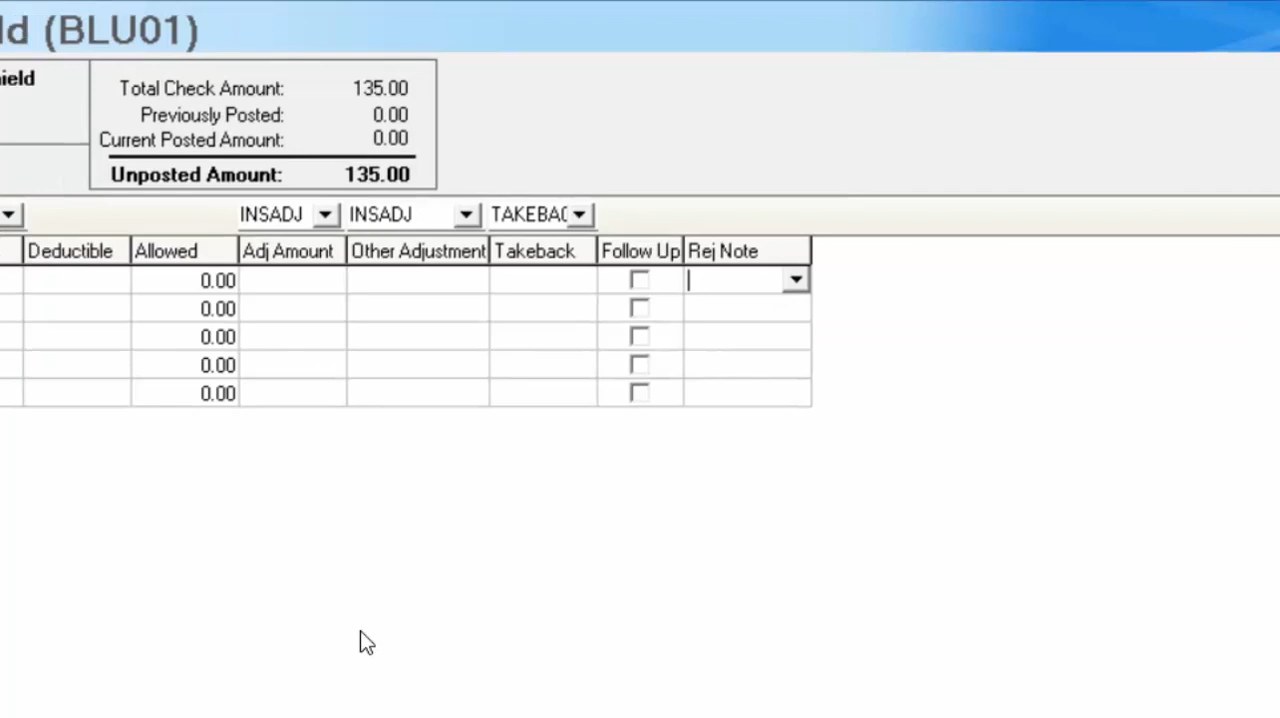 ld (BLU01)
ield
Total Check Amount: 135.00
Previously Posted: 0.00
Current Posted Amount: 0.00
Unposted Amount: 135.00
INSADJ INSADJ TAKEBAC
Deductible Allowed Adj Amount Other Adjustment Takeback Follow Up Rej Note
0.00
0.00
0.00
0.00
0.00